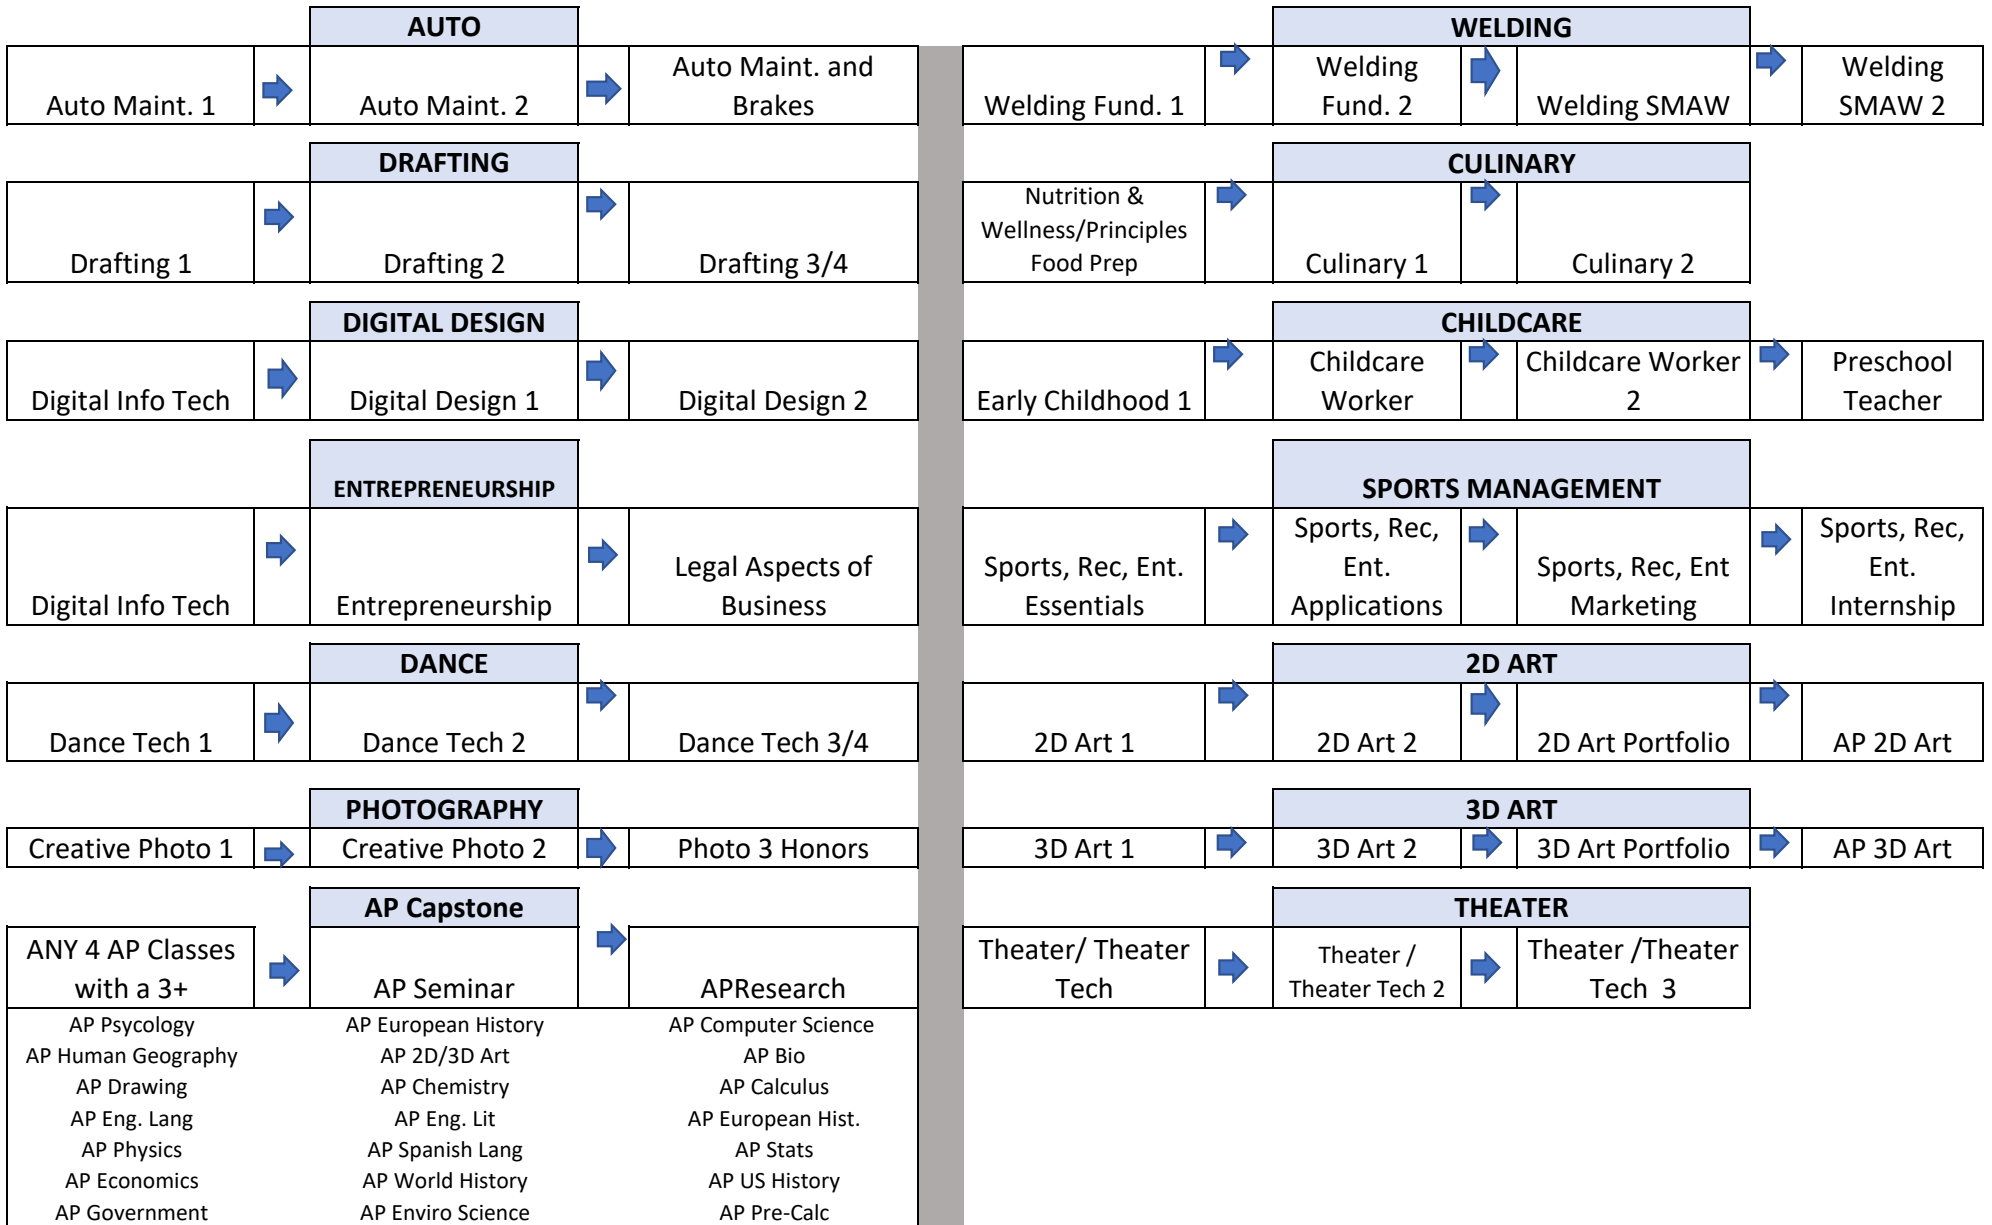 AUTO
Auto Maint. 1
Auto Maint. 2
Auto Maint. and
Brakes
DRAFTING
Drafting 1
Drafting 2
Drafting 3/4
DIGITAL DESIGN
Digital Info Tech
Digital Design 1
Digital Design 2
ENTREPRENEURSHIP
Digital Info Tech
Entrepreneurship
Legal Aspects of
Business
DANCE
Dance Tech 1
Dance Tech 2
Dance Tech 3/4
PHOTOGRAPHY
Creative Photo 1
Creative Photo 2
Photo 3 Honors
AP Capstone
ANY 4 AP Classes
with a 3+
AP Seminar
APResearch
AP Psycology
AP Human Geography
AP Drawing
AP Eng. Lang
AP Physics
AP Economics
AP Government
AP European History
AP 2D/3D Art
AP Chemistry
AP Eng. Lit
AP Spanish Lang
AP World History
AP Enviro Science
AP Computer Science
AP Bio
AP Calculus
AP European Hist.
AP Stats
AP US History
AP Pre-Calc
WELDING
Welding Fund. 1
Welding
Fund. 2
Welding SMAW
Welding
SMAW 2
CULINARY
Nutrition &
Wellness/Principles
Food Prep
Culinary 1
Culinary 2
CHILDCARE
Early Childhood 1
Childcare
Worker
Childcare Worker
2
Preschool
Teacher
SPORTS MANAGEMENT
Sports, Rec, Ent.
Essentials
Sports, Rec,
Ent.
Applications
Sports, Rec, Ent
Marketing
Sports, Rec,
Ent.
Internship
2D ART
2D Art 1
2D Art 2
2D Art Portfolio
AP 2D Art
3D ART
3D Art 1
3D Art 2
3D Art Portfolio
AP 3D Art
THEATER
Theater/ Theater
Tech
Theater /
Theater Tech 2
Theater /Theater
Tech  3